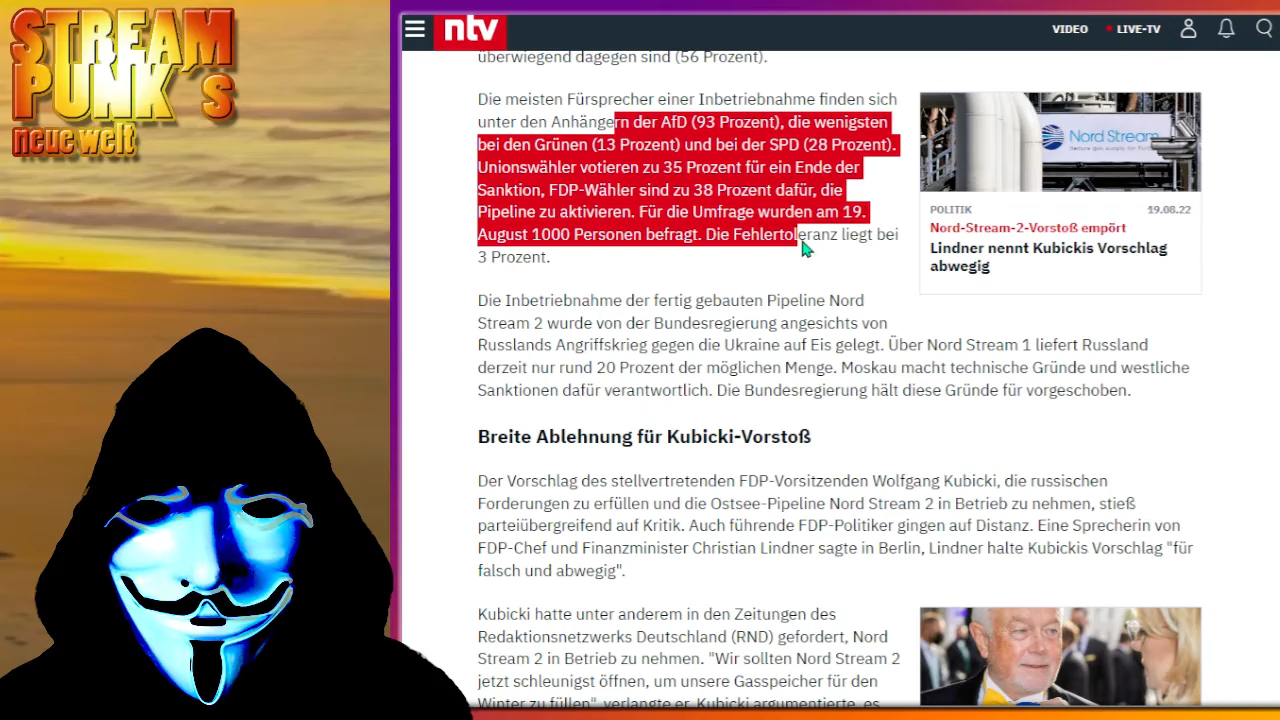 STREAM
PUNK´s
neue welt
ntv
VIDEO
LIVE-TV
überwiegend dagegen sind (56 Prozent).
Die meisten Fürsprecher einer Inbetriebnahme finden sich
unter den Anhängern der AfD (93 Prozent), die wenigsten
bei den Grünen (13 Prozent) und bei der SPD (28 Prozent).
Unionswähler votieren zu 35 Prozent für ein Ende der
Sanktion, FDP-Wähler sind zu 38 Prozent dafür, die
Pipeline zu aktivieren. Für die Umfrage wurden am 19.
August 1000 Personen befragt. Die Fehlertoleranz liegt bei
3 Prozent.
Nord Stream
POLITIK
19.08.22
Nord-Stream-2-Vorstoß empört
Lindner nennt Kubickis Vorschlag
abwegig
Die Inbetriebnahme der fertig gebauten Pipeline Nord
Stream 2 wurde von der Bundesregierung angesichts von
Russlands Angriffskrieg gegen die Ukraine auf Eis gelegt. Über Nord Stream 1 liefert Russland
derzeit nur rund 20 Prozent der möglichen Menge. Moskau macht technische Gründe und westliche
Sanktionen dafür verantwortlich. Die Bundesregierung hält diese Gründe für vorgeschoben.
Breite Ablehnung für Kubicki-Vorstoß
Der Vorschlag des stellvertretenden FDP-Vorsitzenden Wolfgang Kubicki, die russischen
Forderungen zu erfüllen und die Ostsee-Pipeline Nord Stream 2 in Betrieb zu nehmen, stieß
parteiübergreifend auf Kritik. Auch führende FDP-Politiker gingen auf Distanz. Eine Sprecherin von
FDP-Chef und Finanzminister Christian Lindner sagte in Berlin, Lindner halte Kubickis Vorschlag "für
falsch und abwegig".
Kubicki hatte unter anderem in den Zeitungen des
Redaktionsnetzwerks Deutschland (RND) gefordert, Nord
Stream 2 in Betrieb zu nehmen. "Wir sollten Nord Stream 2
jetzt schleunigst öffnen, um unsere Gasspeicher für den
Winter zu füllen", verlangte er. Kubicki argumentierte, es